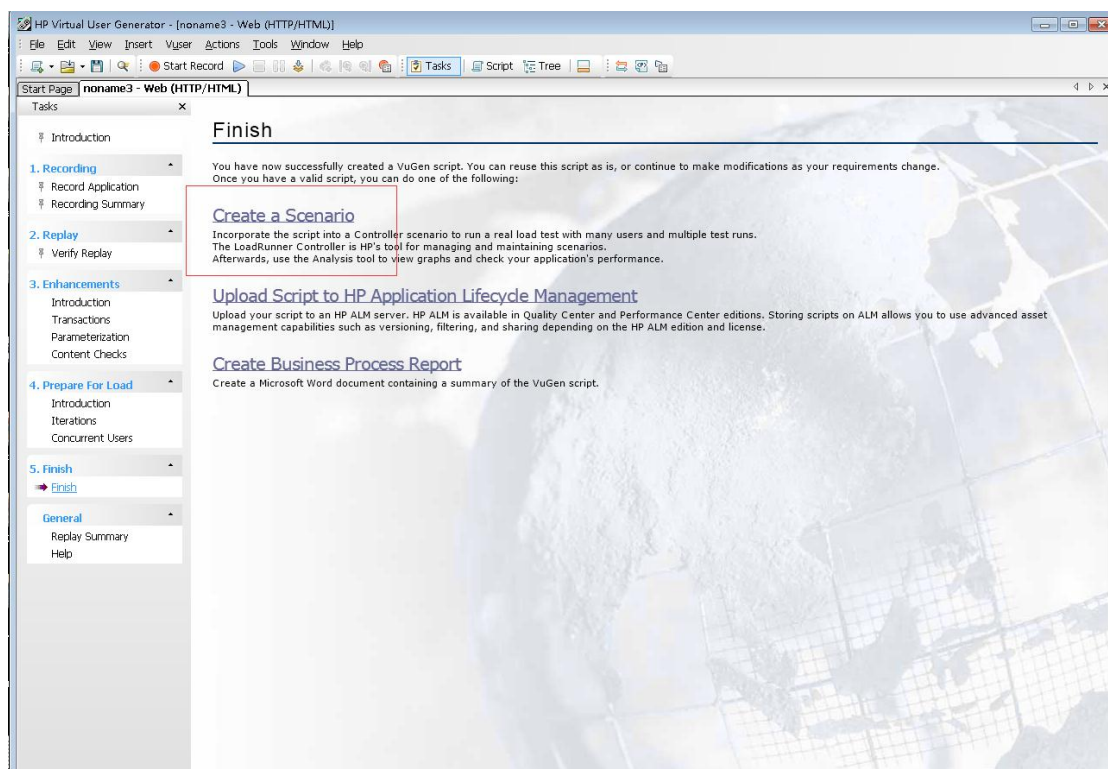 HP Virtual User Generator - [noname3 - Web (HTTP/HTML)]
File Edit View Insert Vuser Actions Tools Window Help
Start Record Tasks Script Tree
Start Page noname3 - Web (HTTP/HTML)
Tasks
Introduction
1. Recording
Record Application
Recording Summary
2. Replay
Verify Replay
3. Enhancements
Introduction
Transactions
Parameterization
Content Checks
4. Prepare For Load
Introduction
Iterations
Concurrent Users
5. Finish
Finish
General
Replay Summary
Help
Finish
You have now successfully created a VuGen script. You can reuse this script as is, or continue to make modifications as your requirements change.
Once you have a valid script, you can do one of the following:
Create a Scenario
Incorporate the script into a Controller scenario to run a real load test with many users and multiple test runs.
The LoadRunner Controller is HP's tool for managing and maintaining scenarios.
Afterwards, use the Analysis tool to view graphs and check your application's performance.
Upload Script to HP Application Lifecycle Management
Upload your script to an HP ALM server. HP ALM is available in Quality Center and Performance Center editions. Storing scripts on ALM allows you to use advanced asset
management capabilities such as versioning, filtering, and sharing depending on the HP ALM edition and license.
Create Business Process Report
Create a Microsoft Word document containing a summary of the VuGen script.